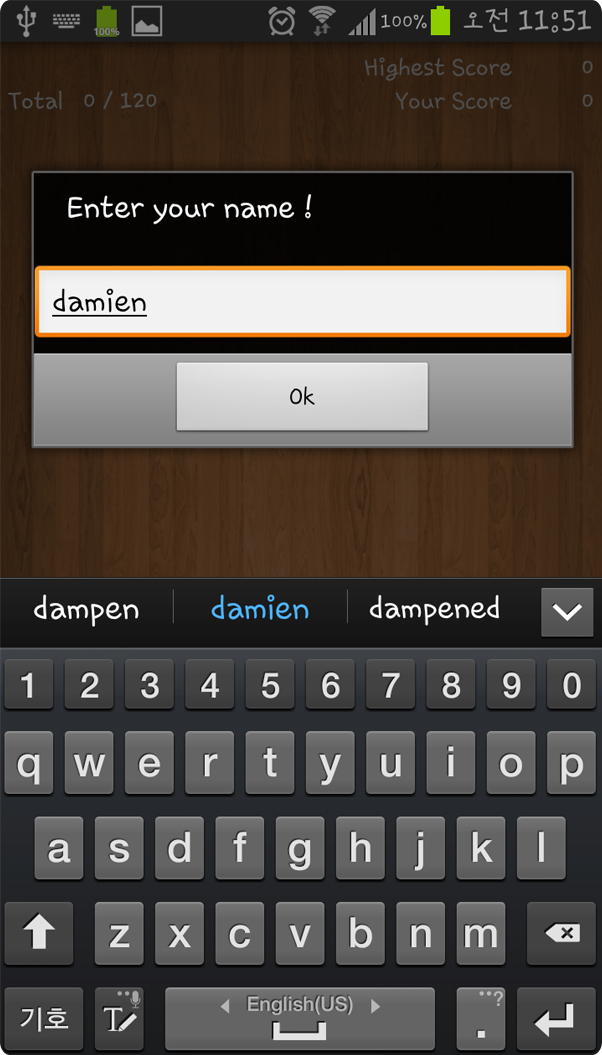 100% 100% 오전 11:51
Highest Score 0
Total 0 / 120 Your Score 0
Enter your name !
damien
Ok
dampen damien dampened
1 2 3 4 5 6 7 8 9 0
q w e r t y u i o p
a s d f g h j k l
z x c v b n m
기호 T English(US) . ...?